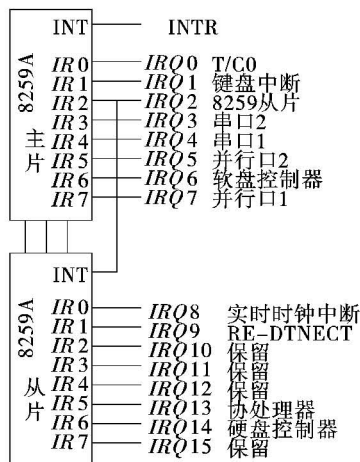 INT INTR
8259A
主片
IR0 IRQ0 T/C0
IR1 IRQ1 键盘中断
IR2 IRQ2 8259从片
IR3 IRQ3 串口2
IR4 IRQ4 串口1
IR5 IRQ5 并行口2
IR6 IRQ6 软盘控制器
IR7 IRQ7 并行口1
INT
8259A
从片
IR0 IRQ8 实时时钟中断
IR1 IRQ9 RE-DTNECT
IR2 IRQ10 保留
IR3 IRQ11 保留
IR4 IRQ12 保留
IR5 IRQ13 协处理器
IR6 IRQ14 硬盘控制器
IR7 IRQ15 保留